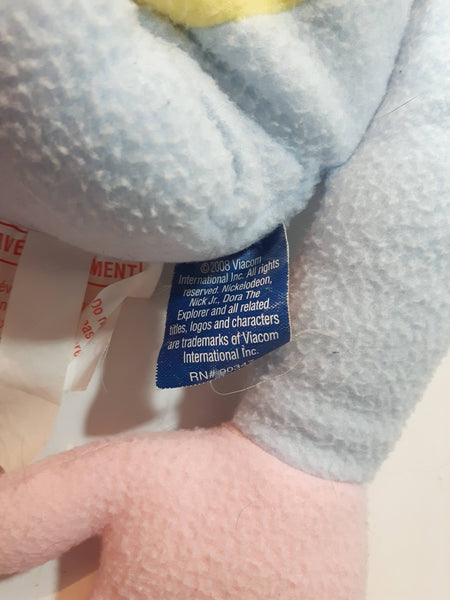 ©2008 Viacom
International Inc. All rights
reserved. Nickelodeon,
Nick Jr., Dora The
Explorer and all related
titles, logos and characters
are trademarks of Viacom
International Inc.
RN#
MENT